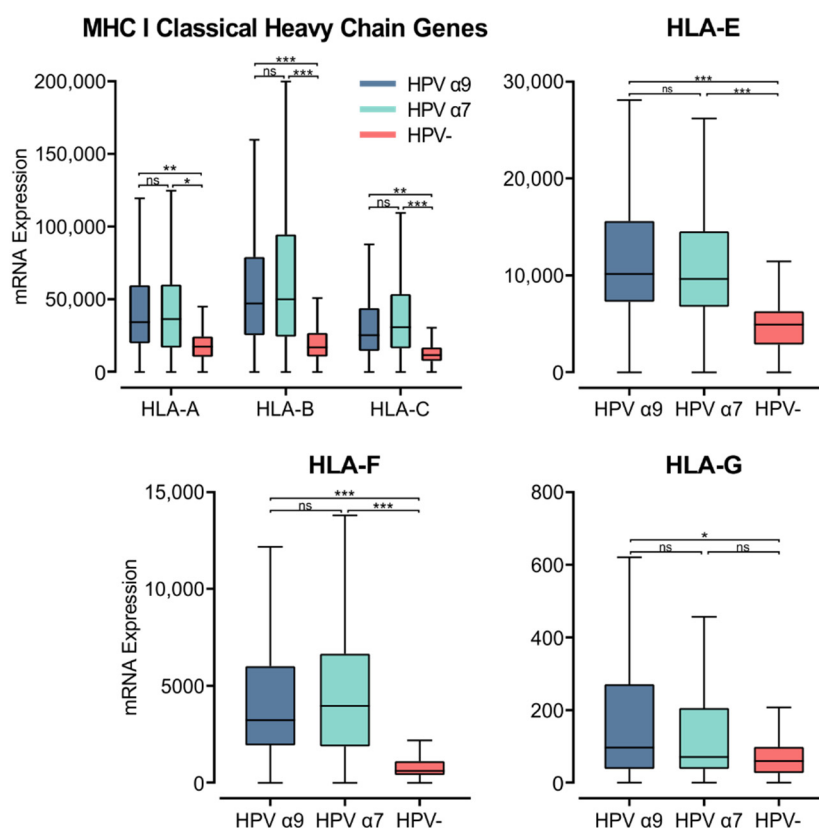 MHC I Classical Heavy Chain Genes
mRNA Expression
200,000
150,000
100,000
50,000
0
HPV α9
HPV α7
HPV-
**
ns
*
***
ns
***
**
ns
***
HLA-A
HLA-B
HLA-C
HLA-E
30,000
20,000
10,000
0
***
ns
***
HPV α9
HPV α7
HPV-
HLA-F
mRNA Expression
15,000
10,000
5000
0
***
ns
***
HPV α9
HPV α7
HPV-
HLA-G
800
600
400
200
0
*
ns
ns
HPV α9
HPV α7
HPV-